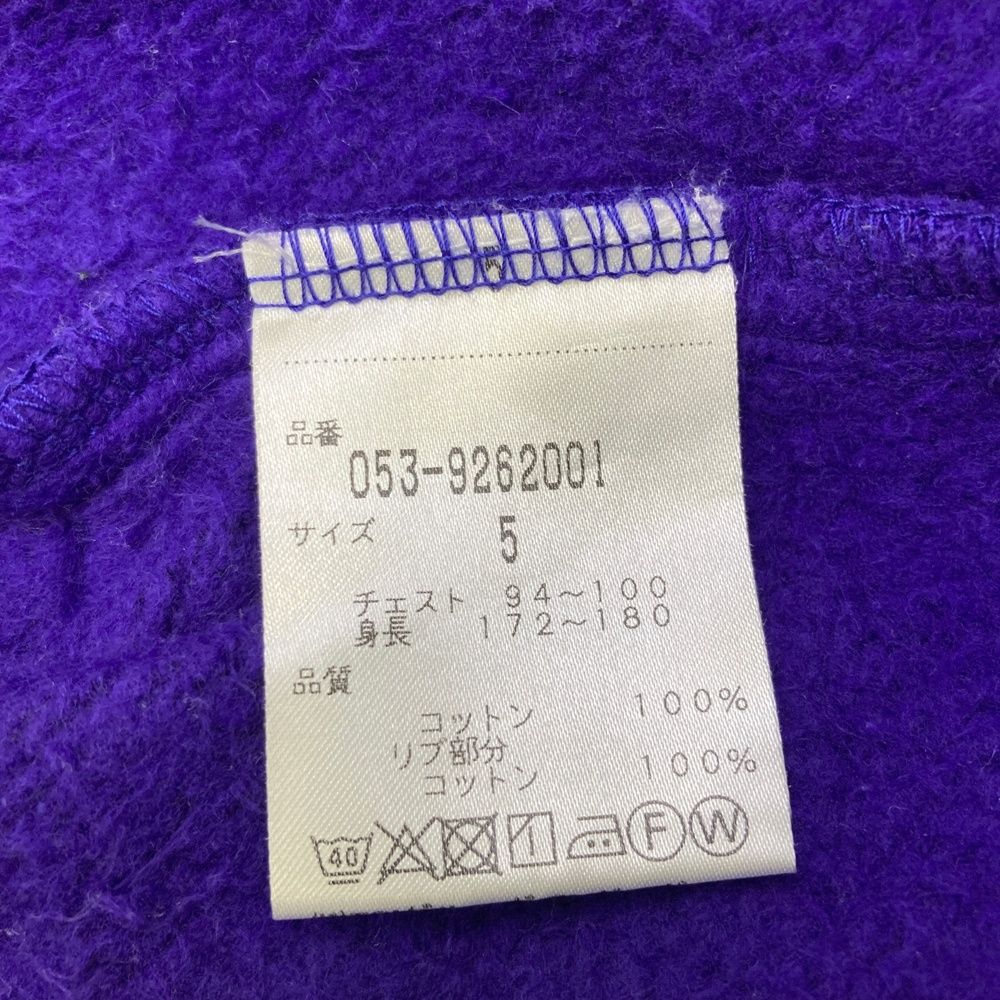 品番
053-9262001
サイズ 5
チェスト 94～100
身長 172～180
品質
コットン 100%
リブ部分
コットン 100%
40 F W